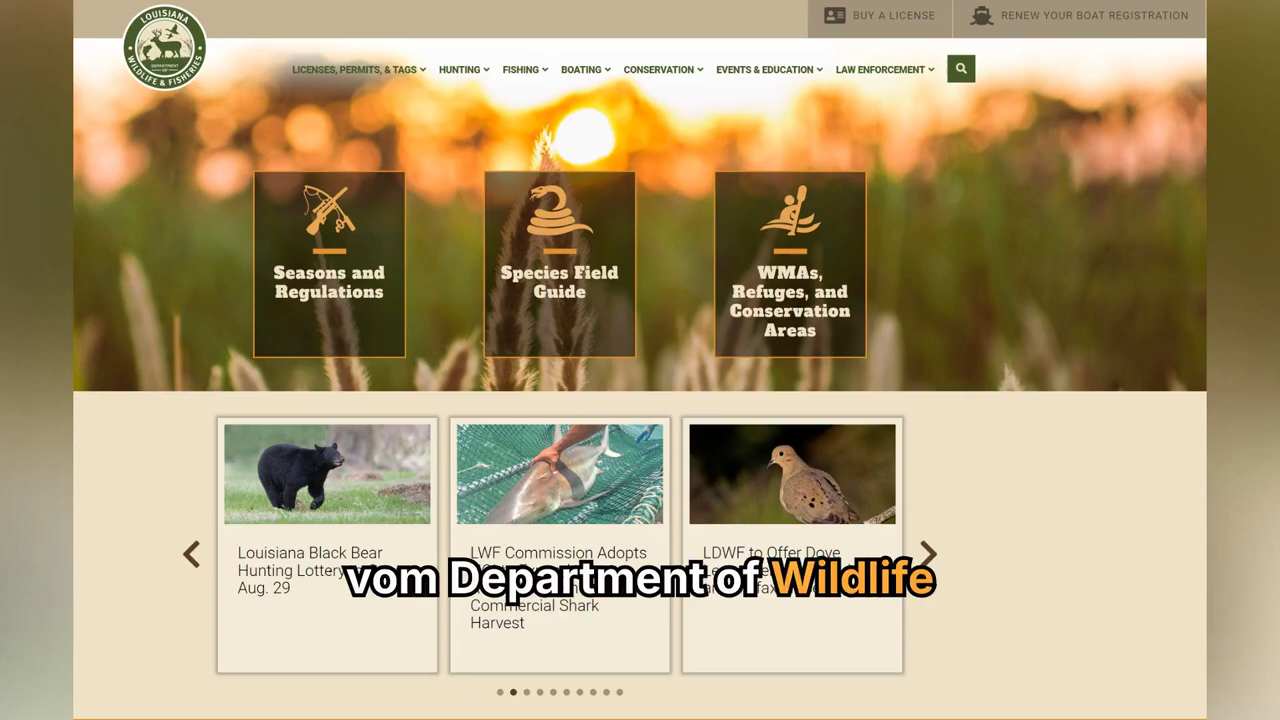 LOUISIANA
DEPARTMENT
OF
WILDLIFE & FISHERIES
BUY A LICENSE
RENEW YOUR BOAT REGISTRATION
LICENSES, PERMITS, & TAGS
HUNTING
FISHING
BOATING
CONSERVATION
EVENTS & EDUCATION
LAW ENFORCEMENT
Seasons and
Regulations
Species Field
Guide
WMAs,
Refuges, and
Conservation
Areas
Louisiana Black Bear
Hunting Lottery
Aug. 29
LWF Commission Adopts
Commercial Shark
Harvest
LDWF to Offer Dove
vom Department of Wildlife